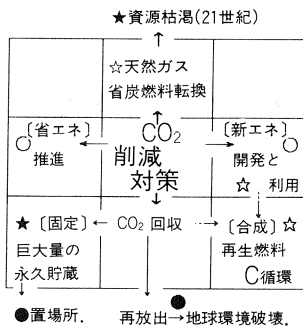 ★資源枯渇(21世紀)
☆天然ガス
省炭燃料転換
〔省エネ〕
推進
CO₂
削減
対策
〔新エネ〕
開発と
☆ 利用
★〔固定〕
巨大量の
永久貯蔵
CO₂ 回収
〔合成〕☆
再生燃料
C循環
●置場所.
再放出→地球環境破壊.